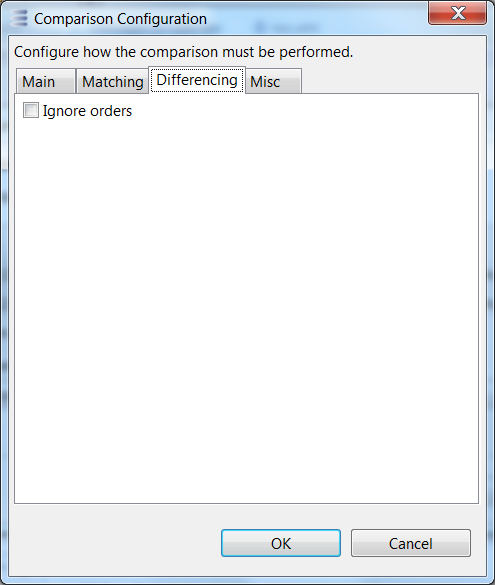 Comparison Configuration
Configure how the comparison must be performed.
Main Matching Differencing Misc
Ignore orders
OK Cancel